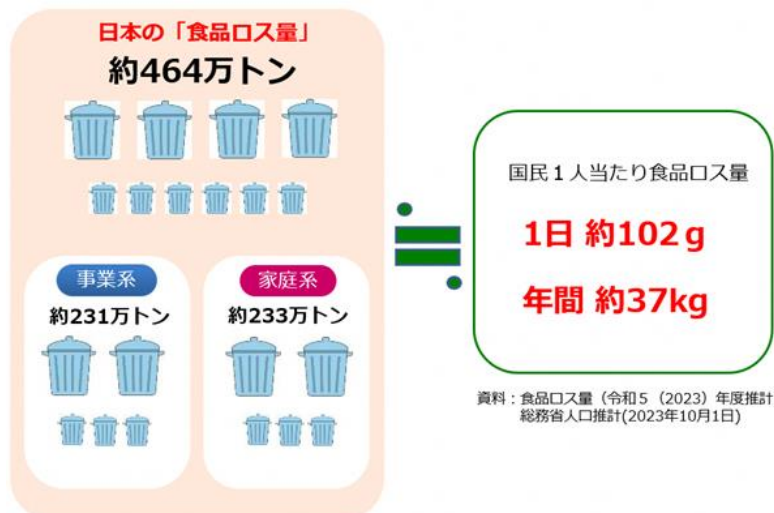 日本の「食品ロス量」
約464万トン
事業系
約231万トン
家庭系
約233万トン
≒
国民1人当たり食品ロス量
1日 約102g
年間 約37kg
資料：食品ロス量（令和5（2023）年度推計
総務省人口推計(2023年10月1日)